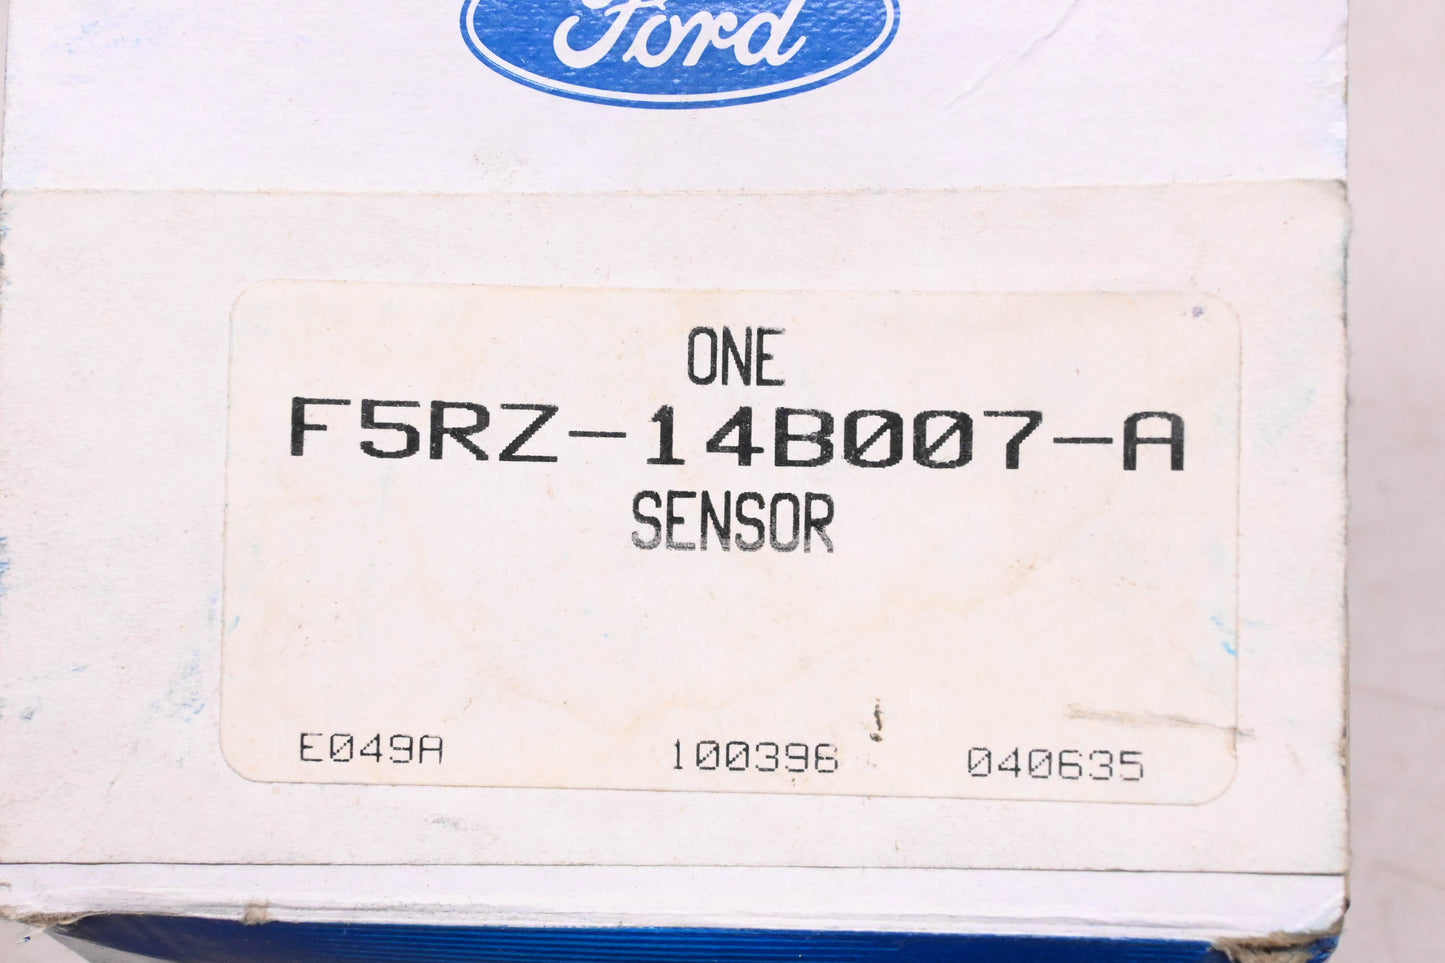 Ford
ONE
F5RZ-14B007-A
SENSOR
E049A 100396 040635